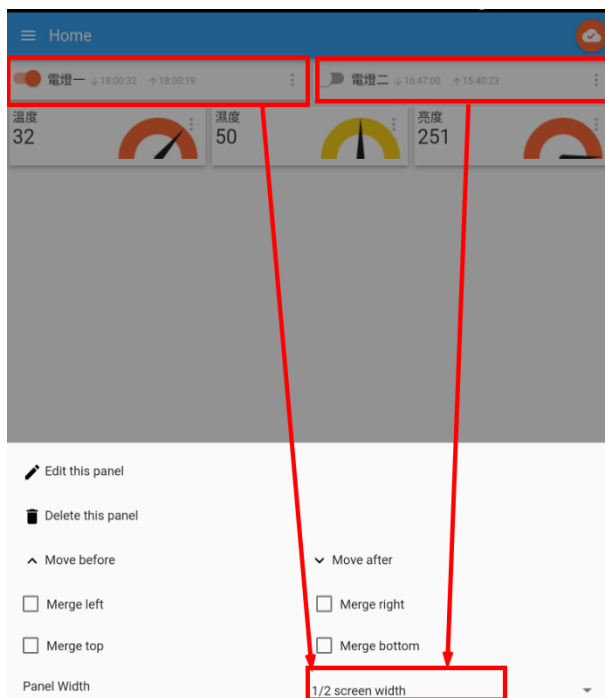 Home
電燈一 ↓18:00:32 ↑18:00:19
電燈二 ↓16:47:00 ↑15:40:23
溫度 濕度 亮度
32 50 251
Edit this panel
Delete this panel
Move before Move after
Merge left Merge right
Merge top Merge bottom
Panel Width 1/2 screen width